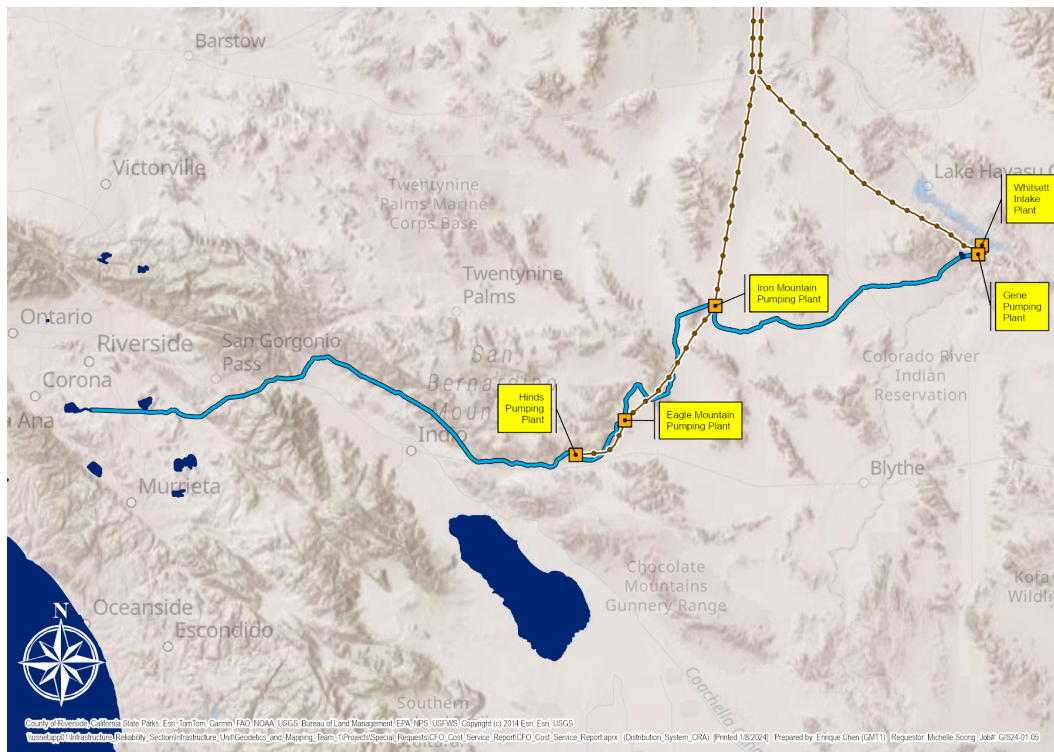 Barstow
Victorville
Twentynine
Palms Marine
Corps Base
Lake Havasu C
Whitsett
Intake
Plant
Twentynine
Palms
Iron Mountain
Pumping Plant
Gene
Pumping
Plant
Ontario
Riverside
San Gorgonio
Pass
San
Bernard
Moun
Corona
a Ana
Colorado River
Indian
Reservation
Hinds
Pumping
Plant
Eagle Mountain
Pumping Plant
Indio
Blythe
Murrieta
Chocolate
Mountains
Gunnery Range
Kofa
Wildli
Oceanside
Escondido
N
Coachella
Southern
County of Riverside, California State Parks, Esri, TomTom, Garmin, FAO, NOAA, USGS, Bureau of Land Management, EPA, NPS, USFWS, Copyright:(c) 2014 Esri, Esri, USGS
\\usnetapp01\Infrastructure_Reliability_Section\Infrastructure_Unit\Geodetics_and_Mapping_Team_1\Projects\Special_Requests\CFO_Cost_Service_Report\CFO_Cost_Service_Report.aprx (Distribution_System_CRA) [Printed 1/8/2024] Prepared by: Enrique Chen (GMT1) Requestor: Michelle Soong Job#: GIS24-01-05